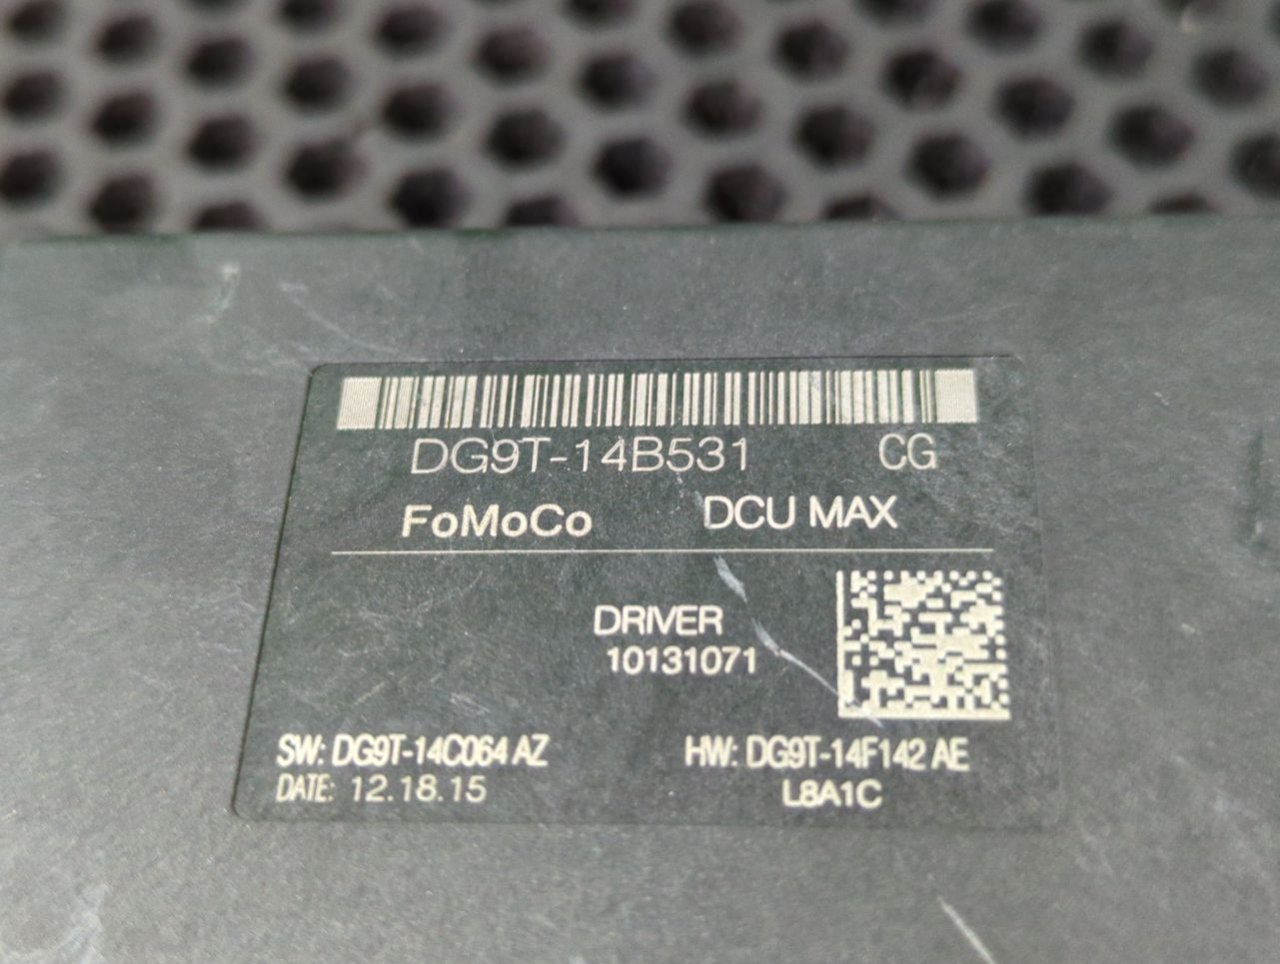 DG9T-14B531 CG
FoMoCo DCU MAX
DRIVER
10131071
SW: DG9T-14C064 AZ HW: DG9T-14F142 AE
DATE: 12.18.15 L8A1C